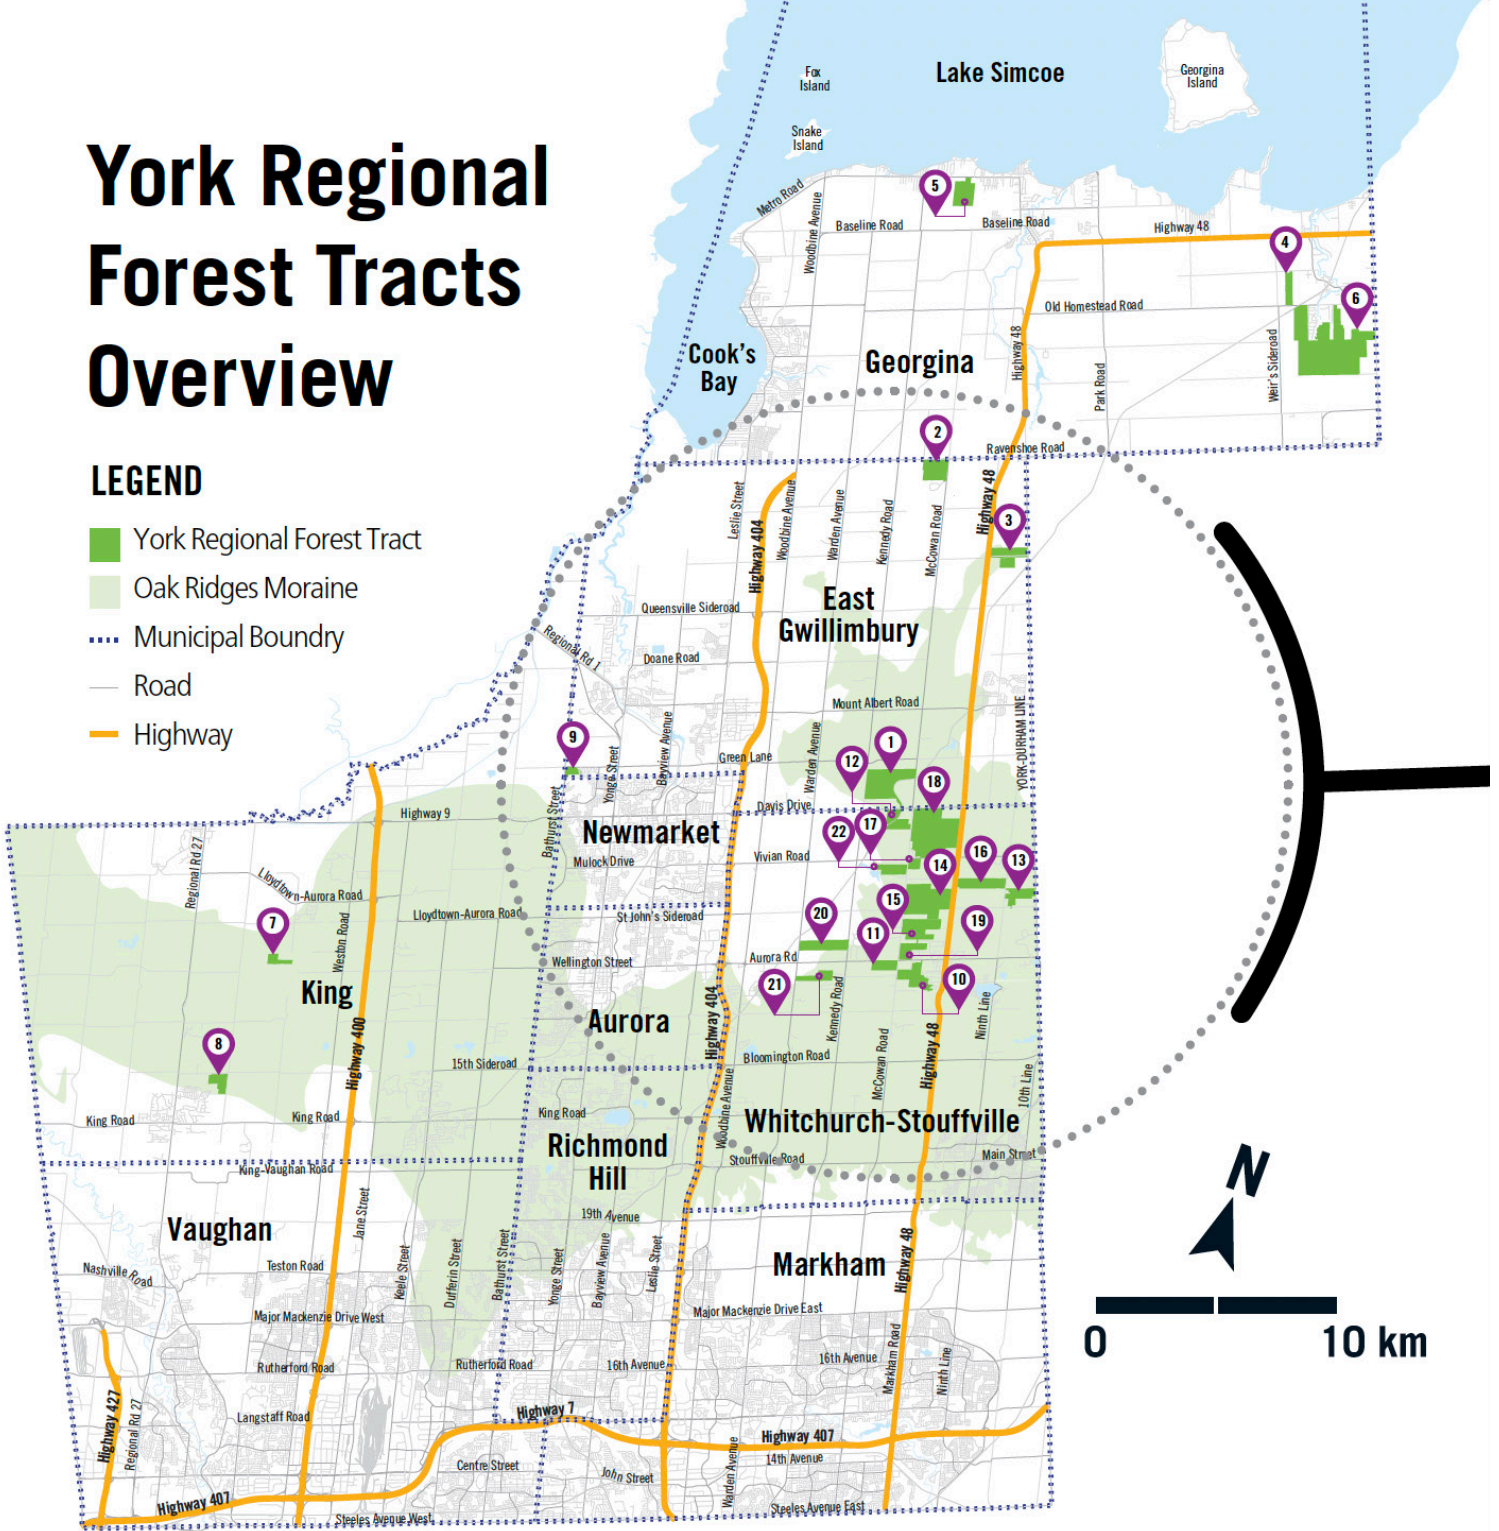 York Regional
Forest Tracts
Overview
LEGEND
York Regional Forest Tract
Oak Ridges Moraine
Municipal Boundry
Road
Highway
Lake Simcoe
Fox
Island
Georgina
Island
Snake
Island
5
Metro Road
Woodbine Avenue
Baseline Road
Baseline Road
Highway 48
4
6
Old Homestead Road
Cook's
Bay
Georgina
Highway 48
Park Road
Weir's Sideroad
2
Ravenshoe Road
Leslie Street
Highway 404
Woodbine Avenue
Warden Avenue
Kennedy Road
McCowan Road
Highway 48
3
East
Gwillimbury
Queensville Sideroad
Regional Rd 1
Doane Road
Mount Albert Road
9
Yonge Street
Bayview Avenue
Green Lane
Warden Avenue
YORK-DURHAM LINE
1
12
18
Davis Drive
Highway 9
Bathurst Street
Newmarket
22
17
Mulock Drive
Vivian Road
14
16
13
Regional Rd 27
Lloydtown-Aurora Road
Lloydtown-Aurora Road
St John's Sideroad
15
20
11
19
7
Weston Road
Wellington Street
Aurora Rd
King
21
Kennedy Road
10
Ninth Line
Aurora
Highway 404
8
Highway 400
15th Sideroad
Bloomington Road
McCowan Road
Highway 48
10th Line
King Road
King Road
King Road
Woodbine Avenue
Whitchurch-Stouffville
Richmond
Hill
Stouffville Road
Main Street
King-Vaughan Road
N
Vaughan
Jane Street
19th Avenue
Nashville Road
Teston Road
Keele Street
Dufferin Street
Bathurst Street
Yonge Street
Bayview Avenue
Leslie Street
Markham
Highway 48
Major Mackenzie Drive West
Major Mackenzie Drive East
0
10 km
Rutherford Road
Rutherford Road
16th Avenue
16th Avenue
Markham Road
Ninth Line
Highway 427
Regional Rd 27
Langstaff Road
Highway 7
Highway 407
Centre Street
John Street
Warden Avenue
14th Avenue
Highway 407
Steeles Avenue West
Steeles Avenue East